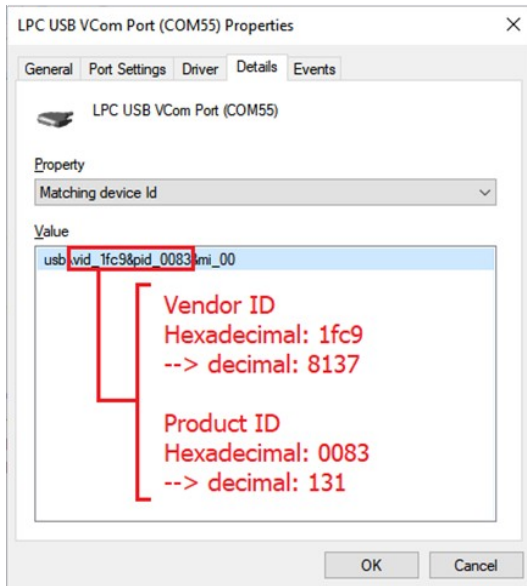 LPC USB VCom Port (COM55) Properties
General Port Settings Driver Details Events
LPC USB VCom Port (COM55)
Property
Matching device Id
Value
usb\vid_1fc9&pid_0083&mi_00
Vendor ID
Hexadecimal: 1fc9
--> decimal: 8137
Product ID
Hexadecimal: 0083
--> decimal: 131
OK Cancel